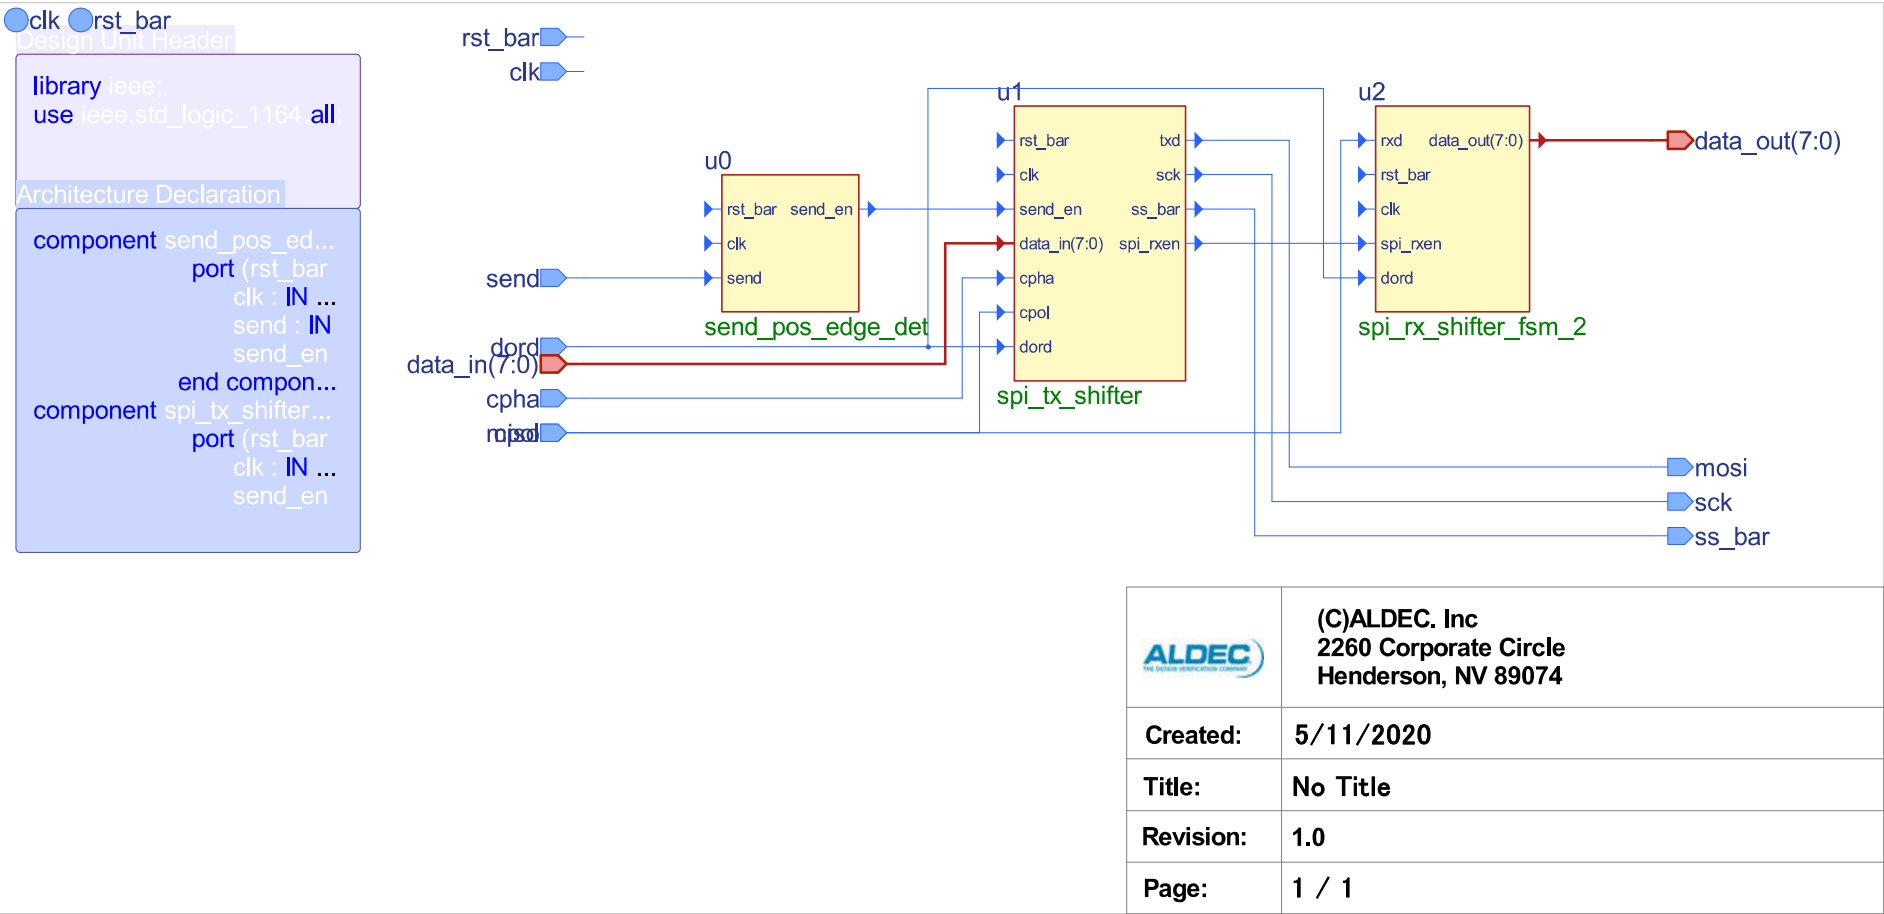 clk rst_bar
Design Unit Header
library ieee;
use ieee.std_logic_1164.all;
Architecture Declaration
component send_pos_ed...
port (rst_bar
clk : IN ...
send : IN
send_en
end compon...
component spi_tx_shifter...
port (rst_bar
clk : IN ...
send_en
rst_bar
clk
send
dord
data_in(7:0)
cpha
u0
rst_bar send_en
clk
send
send_pos_edge_det
u1
rst_bar txd
clk sck
send_en ss_bar
data_in(7:0) spi_rxen
cpha
cpol
dord
spi_tx_shifter
u2
rxd data_out(7:0)
rst_bar
clk
spi_rxen
dord
spi_rx_shifter_fsm_2
data_out(7:0)
mosi
sck
ss_bar
ALDEC
THE DESIGN VERIFICATION COMPANY
(C)ALDEC. Inc
2260 Corporate Circle
Henderson, NV 89074
Created: 5/11/2020
Title: No Title
Revision: 1.0
Page: 1 / 1